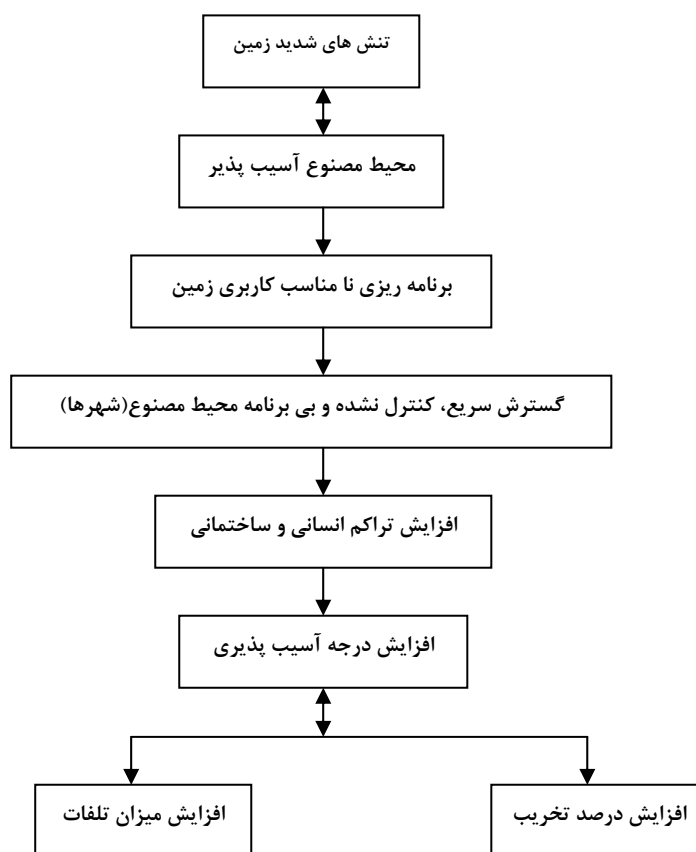 تنش های شدید زمین
محیط مصنوع آسیب پذیر
برنامه ریزی نا مناسب کاربری زمین
گسترش سریع، کنترل نشده و بی برنامه محیط مصنوع(شهرها)
افزایش تراکم انسانی و ساختمانی
افزایش درجه آسیب پذیری
افزایش درصد تخریب
افزایش میزان تلفات